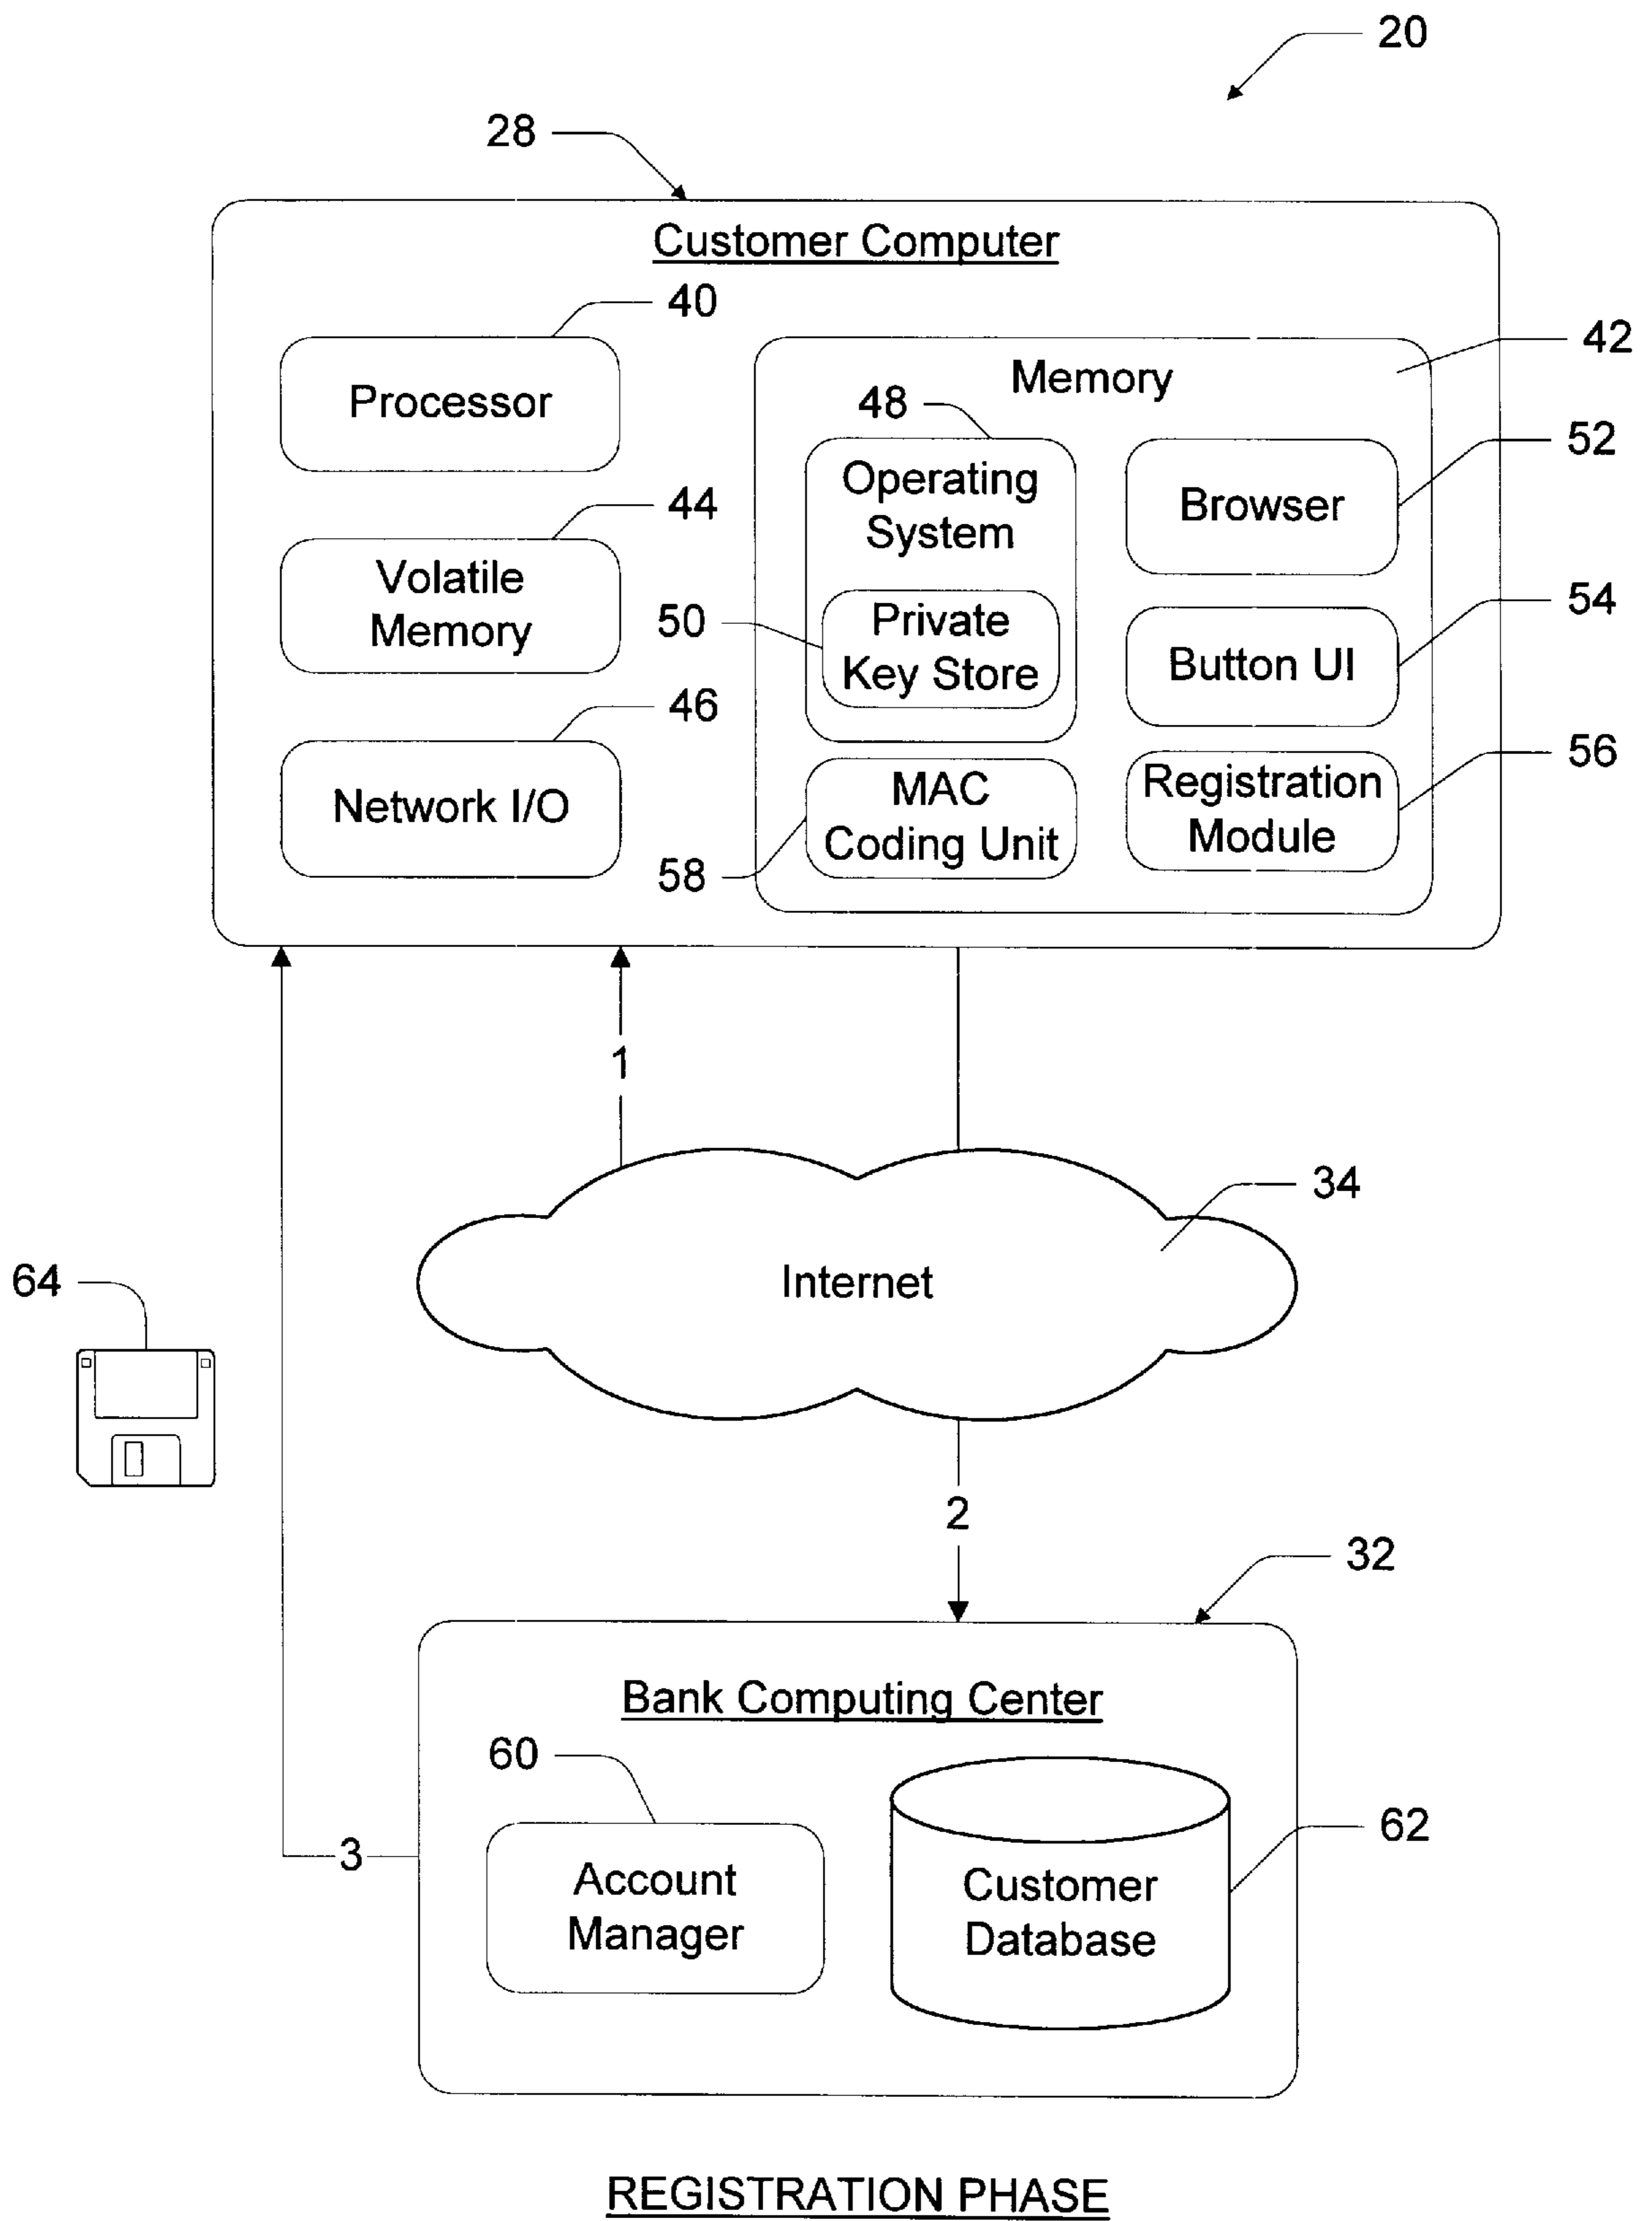 20
28
Customer Computer
40
42
Processor
Memory
48
52
Operating
System
Browser
44
Volatile
Memory
50
Private
Key Store
54
Button UI
46
Network I/O
56
MAC
Coding Unit
Registration
Module
58
1
34
Internet
64
2
32
Bank Computing Center
60
62
3
Account
Manager
Customer
Database
REGISTRATION PHASE